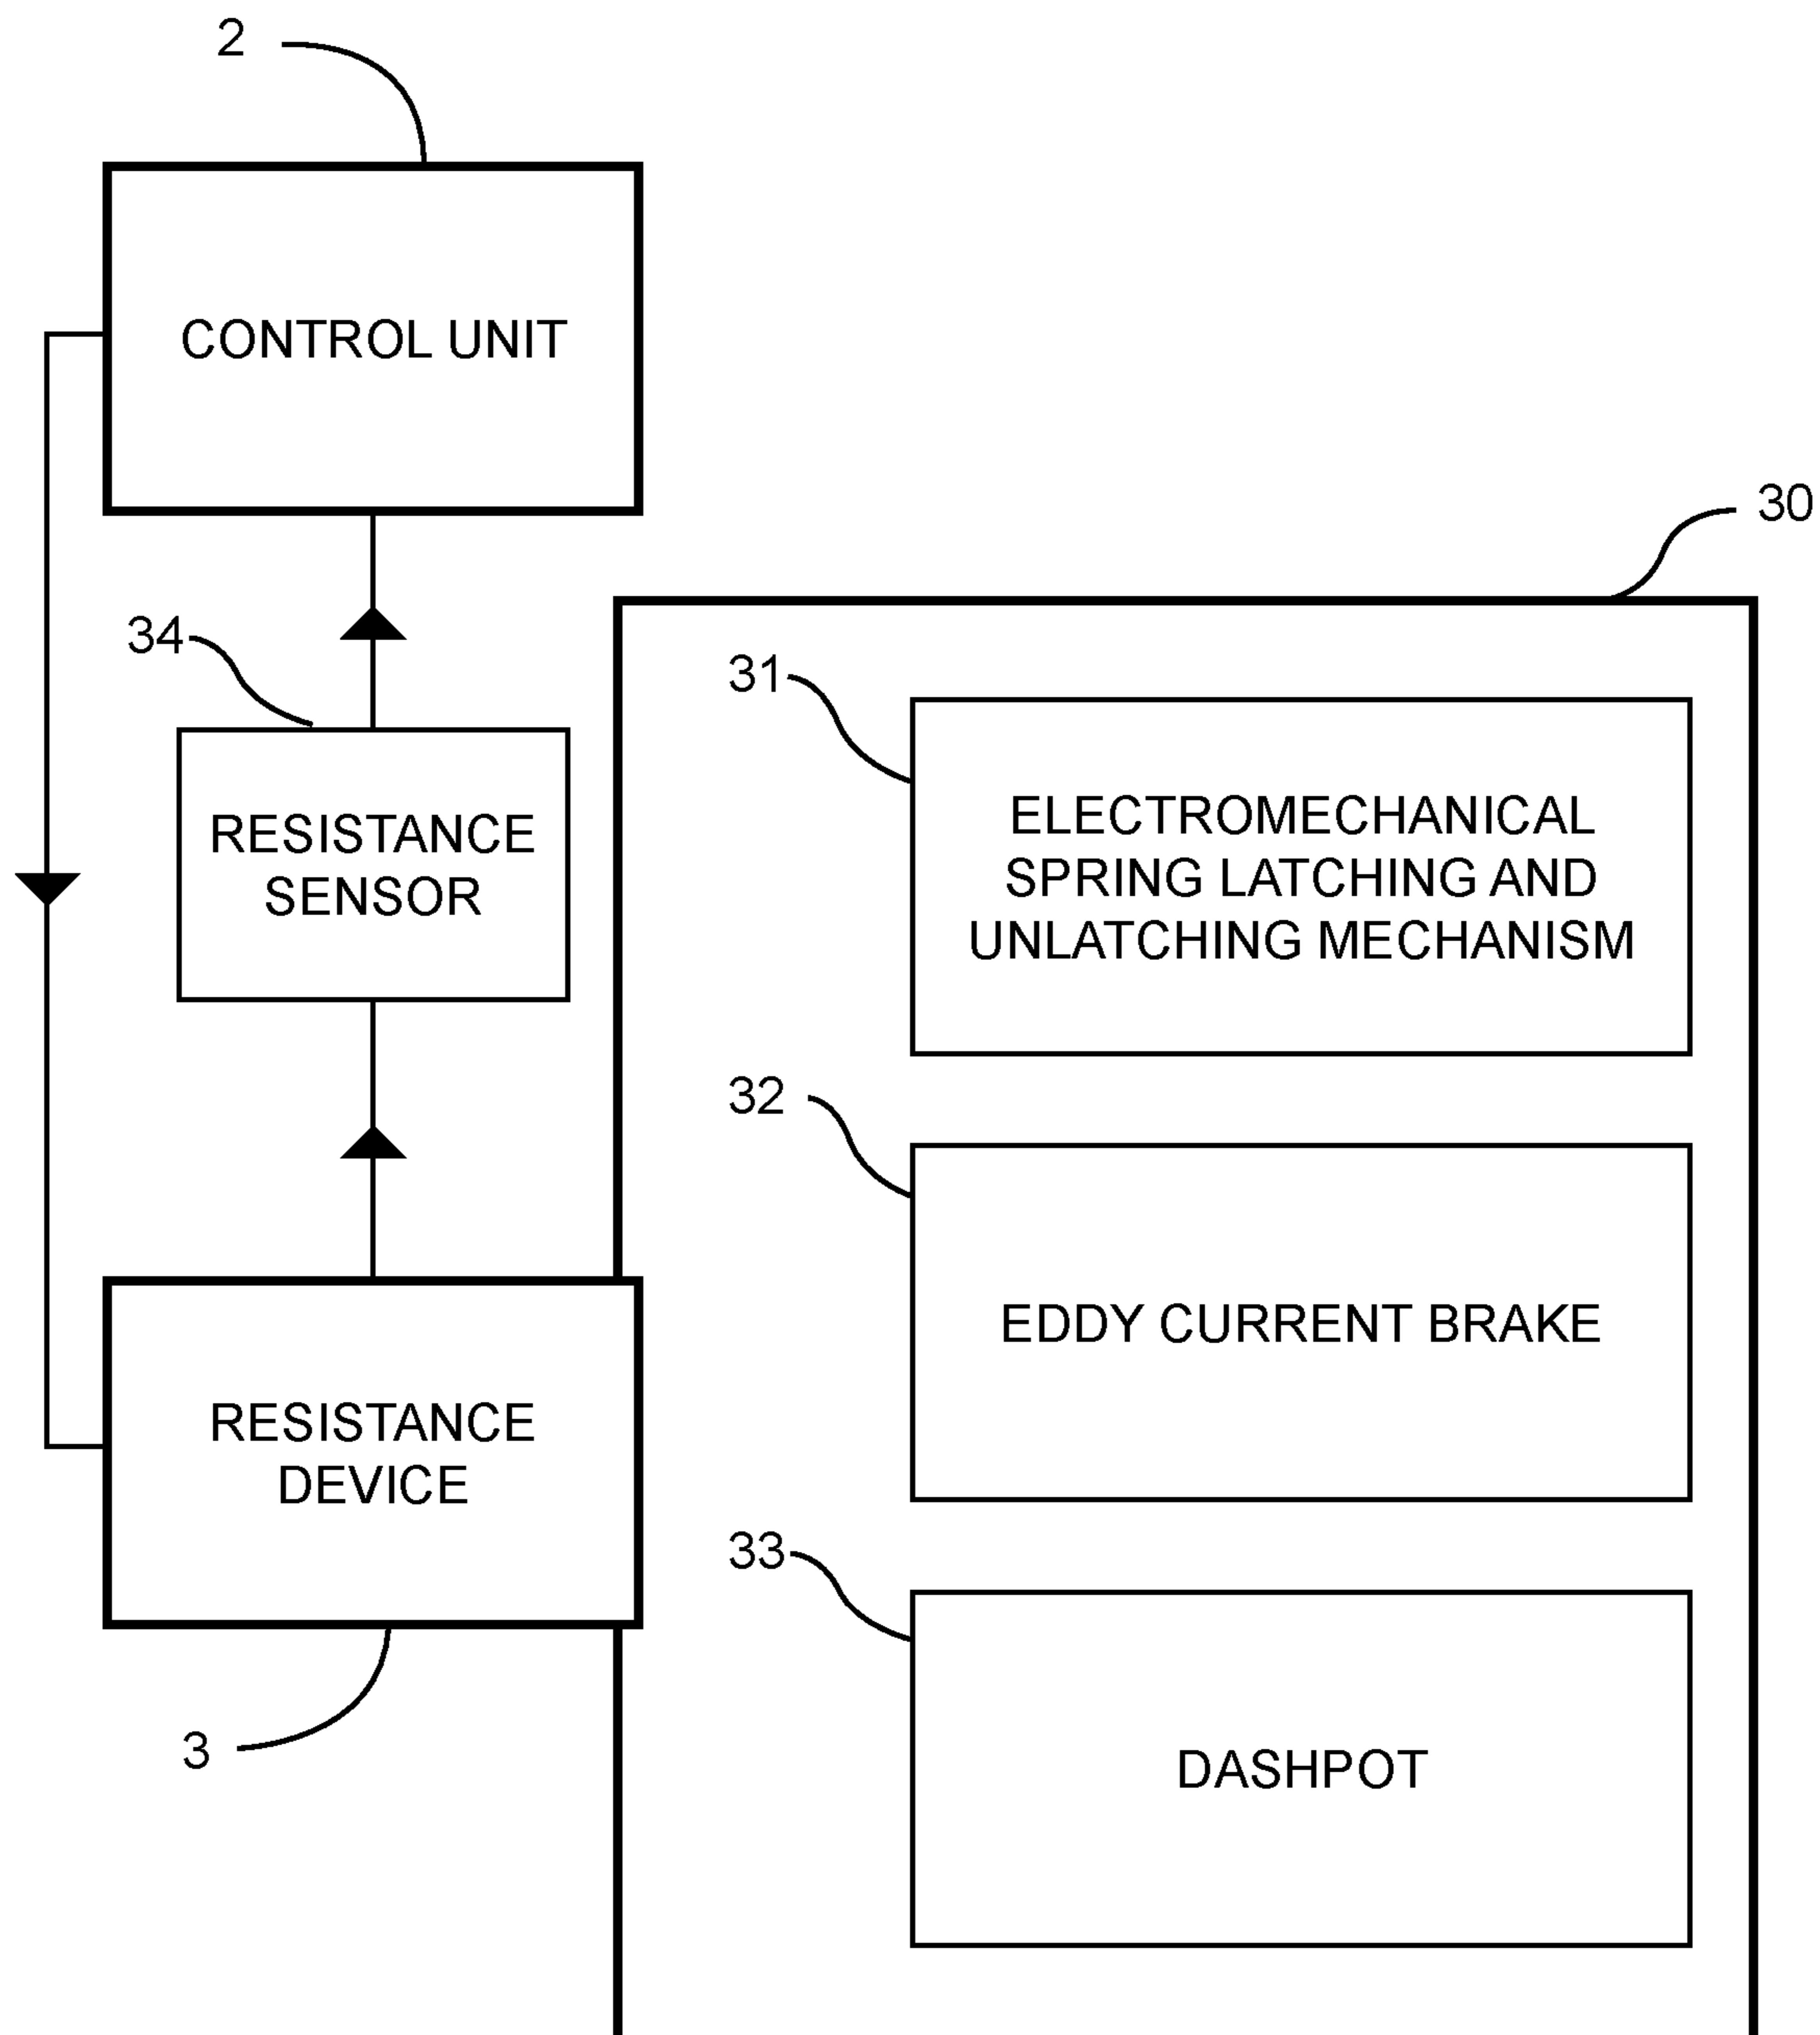 2
CONTROL UNIT
30
34
31
RESISTANCE
SENSOR
ELECTROMECHANICAL
SPRING LATCHING AND
UNLATCHING MECHANISM
32
EDDY CURRENT BRAKE
RESISTANCE
DEVICE
33
3
DASHPOT